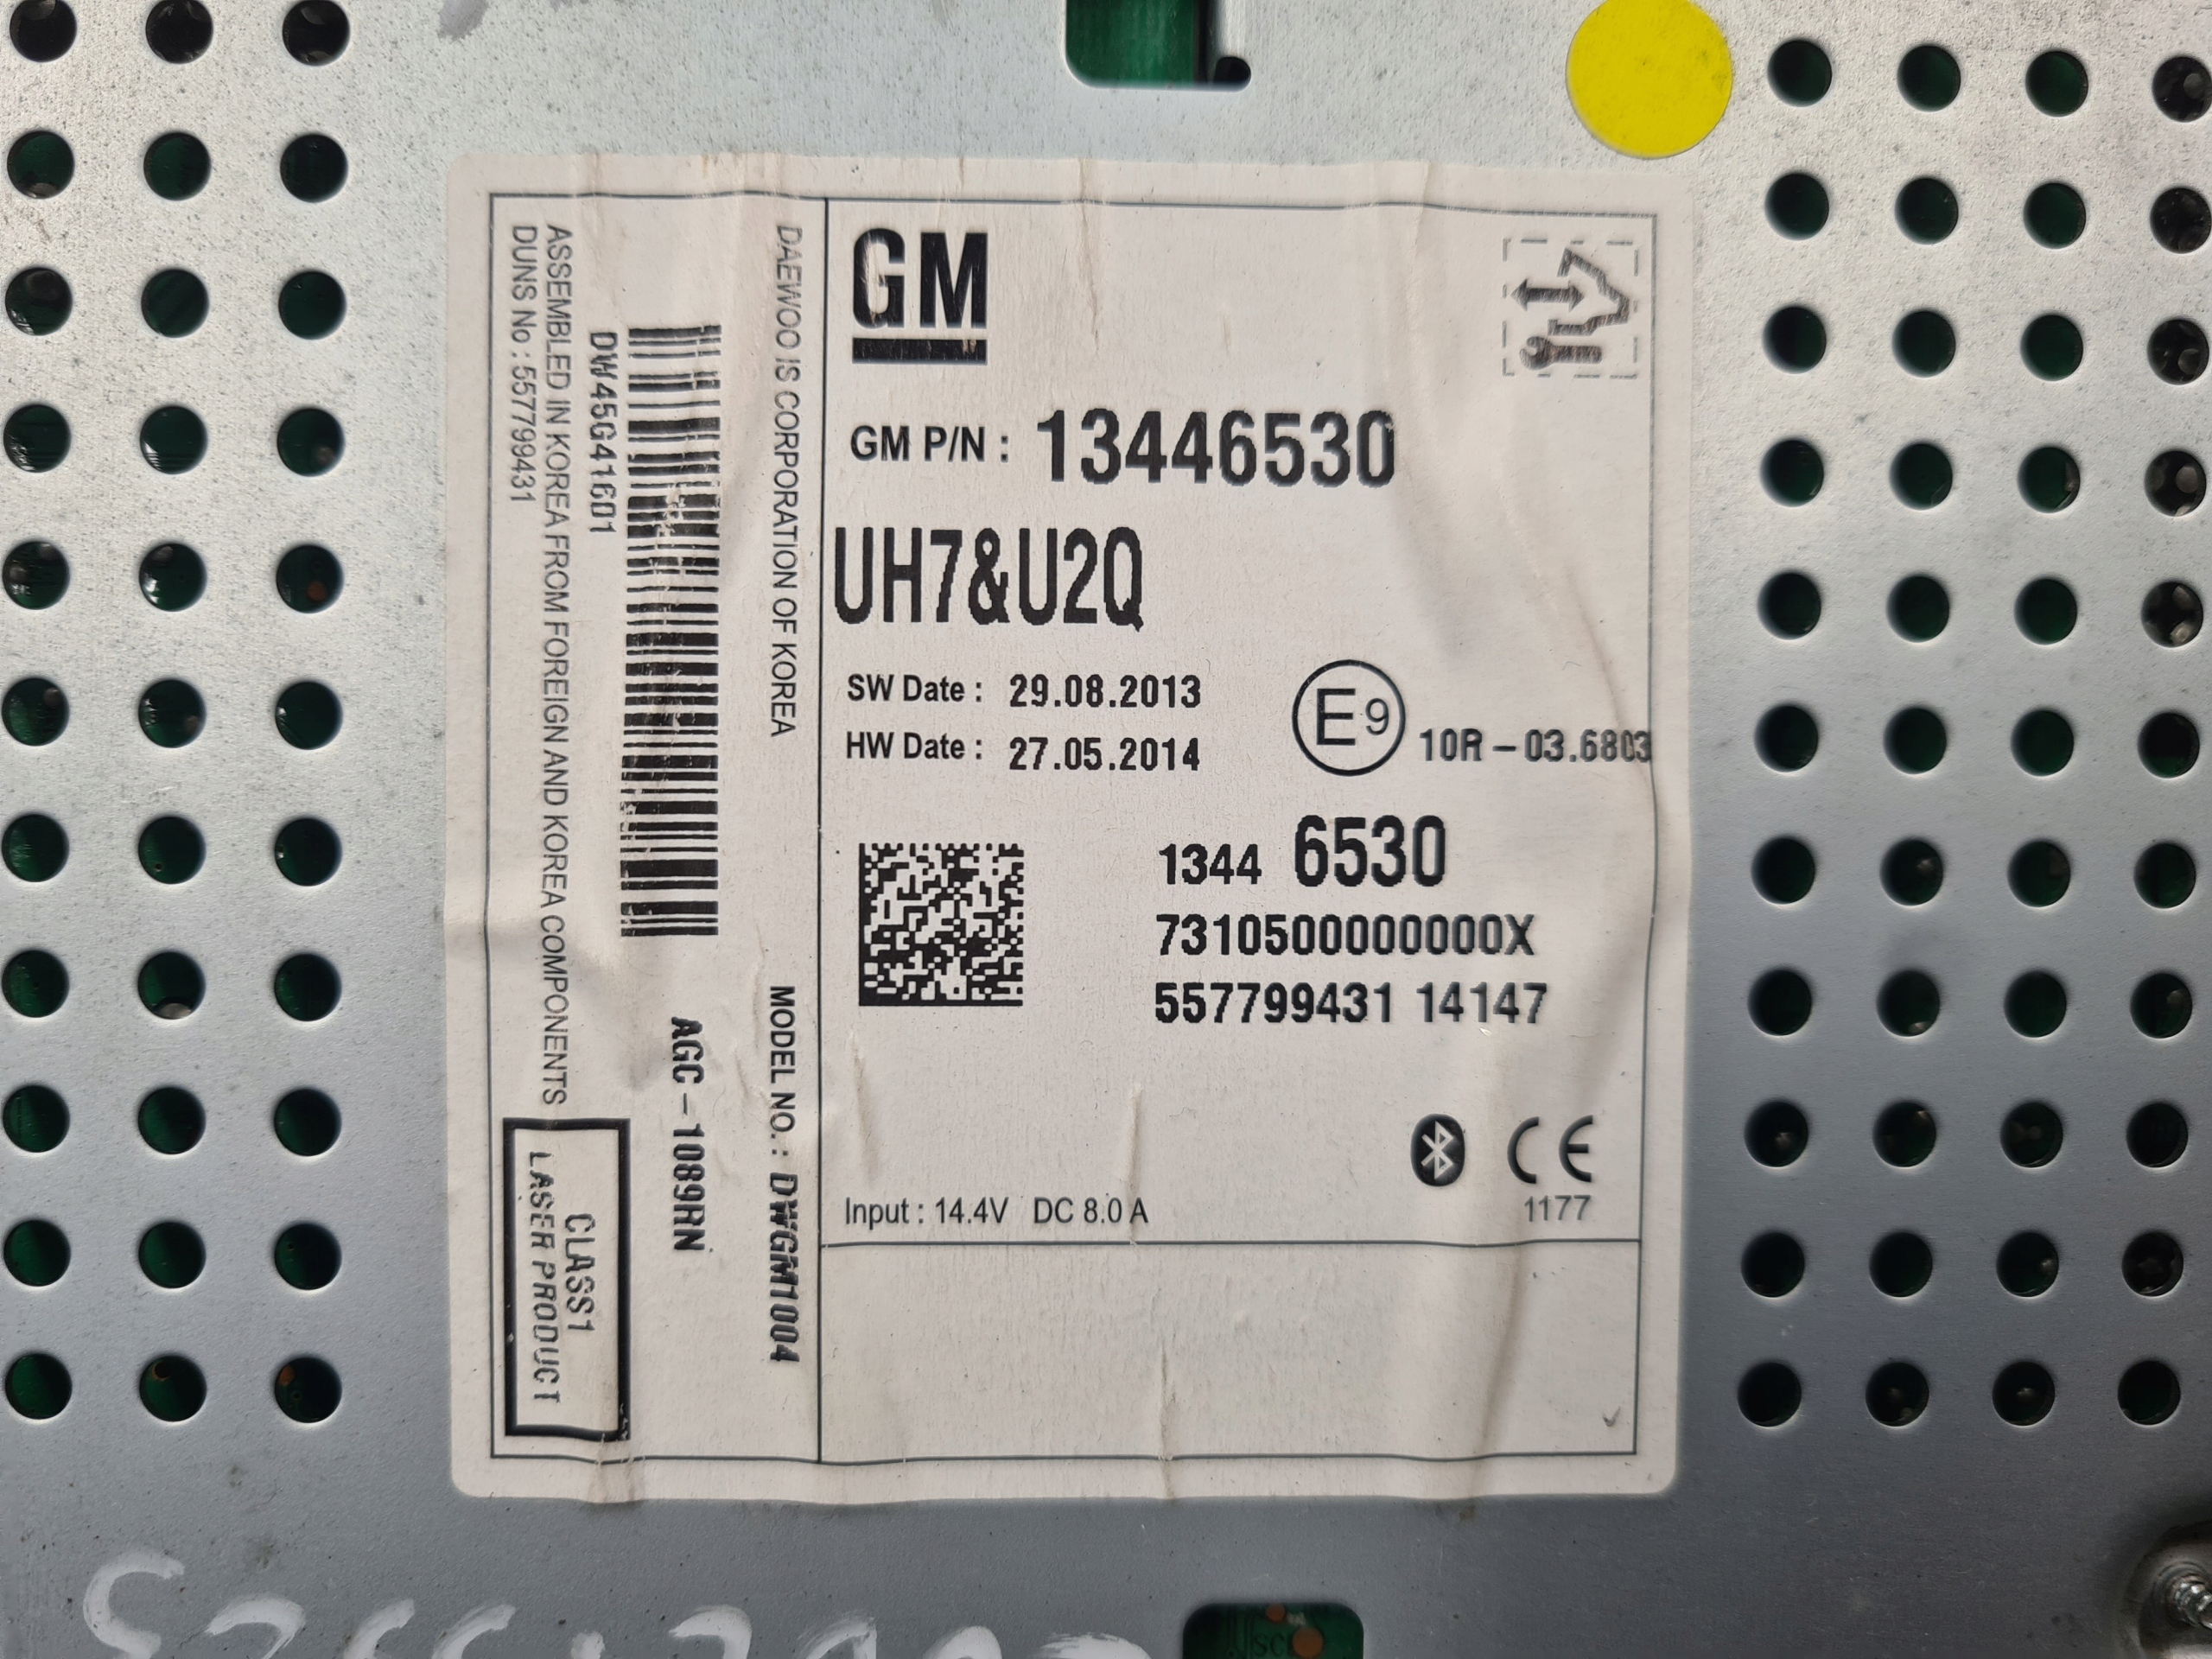 GM
GM P/N : 13446530
UH7&U2Q
SW Date : 29.08.2013
HW Date : 27.05.2014
E9
10R - 03.6803
1344 6530
7310500000000X
557799431 14147
CE
1177
Input : 14.4V DC 8.0 A
DAEWOO IS CORPORATION OF KOREA
MODEL NO. : DWGM1004
AGC - 1089RN
DW45G41601
ASSEMBLED IN KOREA FROM FOREIGN AND KOREA COMPONENTS
DUNS No : 557799431
CLASS1
LASER PRODUCT